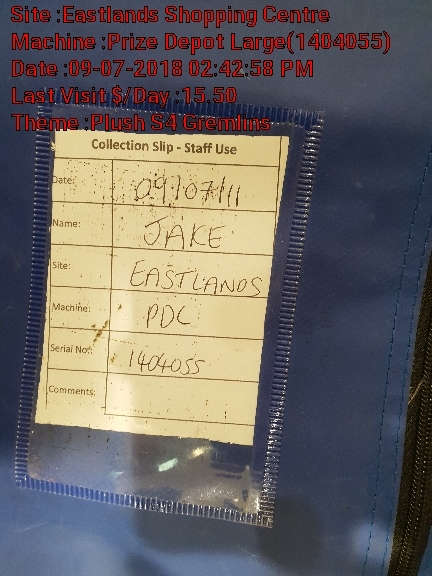 Site :Eastlands Shopping Centre
Machine :Prize Depot Large(1404055)
Date :09-07-2018 02:42:58 PM
Last Visit $/Day :15.50
Theme :Plush S4 Gremlins
Collection Slip - Staff Use
Date: 09/07/11
Name: JAKE
Site: EASTLANDS
Machine: PDL
Serial No.: 1404055
Comments: